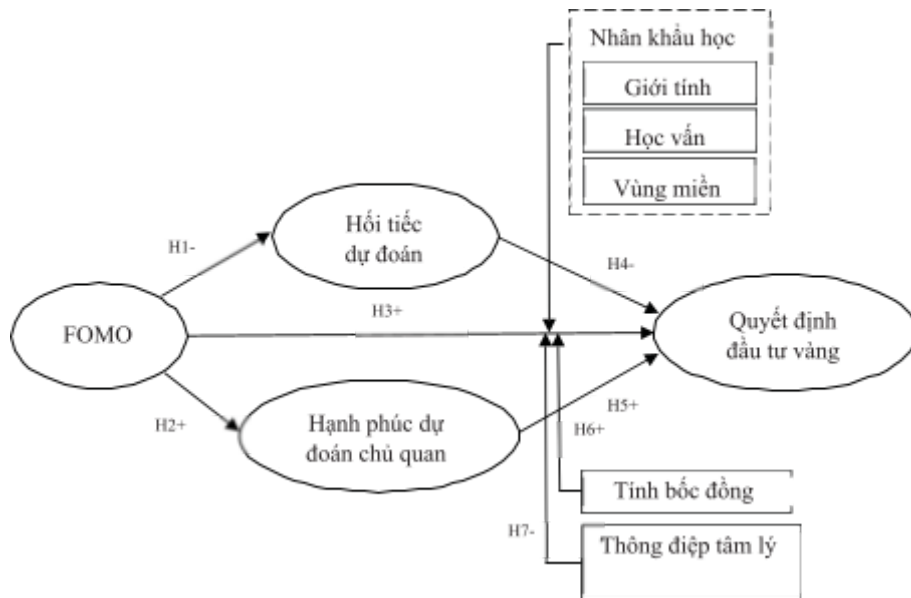 Nhân khẩu học
Giới tính
Học vấn
Vùng miền
Hối tiếc
dự đoán
H1-
H4-
H3+
FOMO
Quyết định
đầu tư vàng
H2+
Hạnh phúc dự
đoán chủ quan
H5+
H6+
Tính bốc đồng
H7-
Thông điệp tâm lý